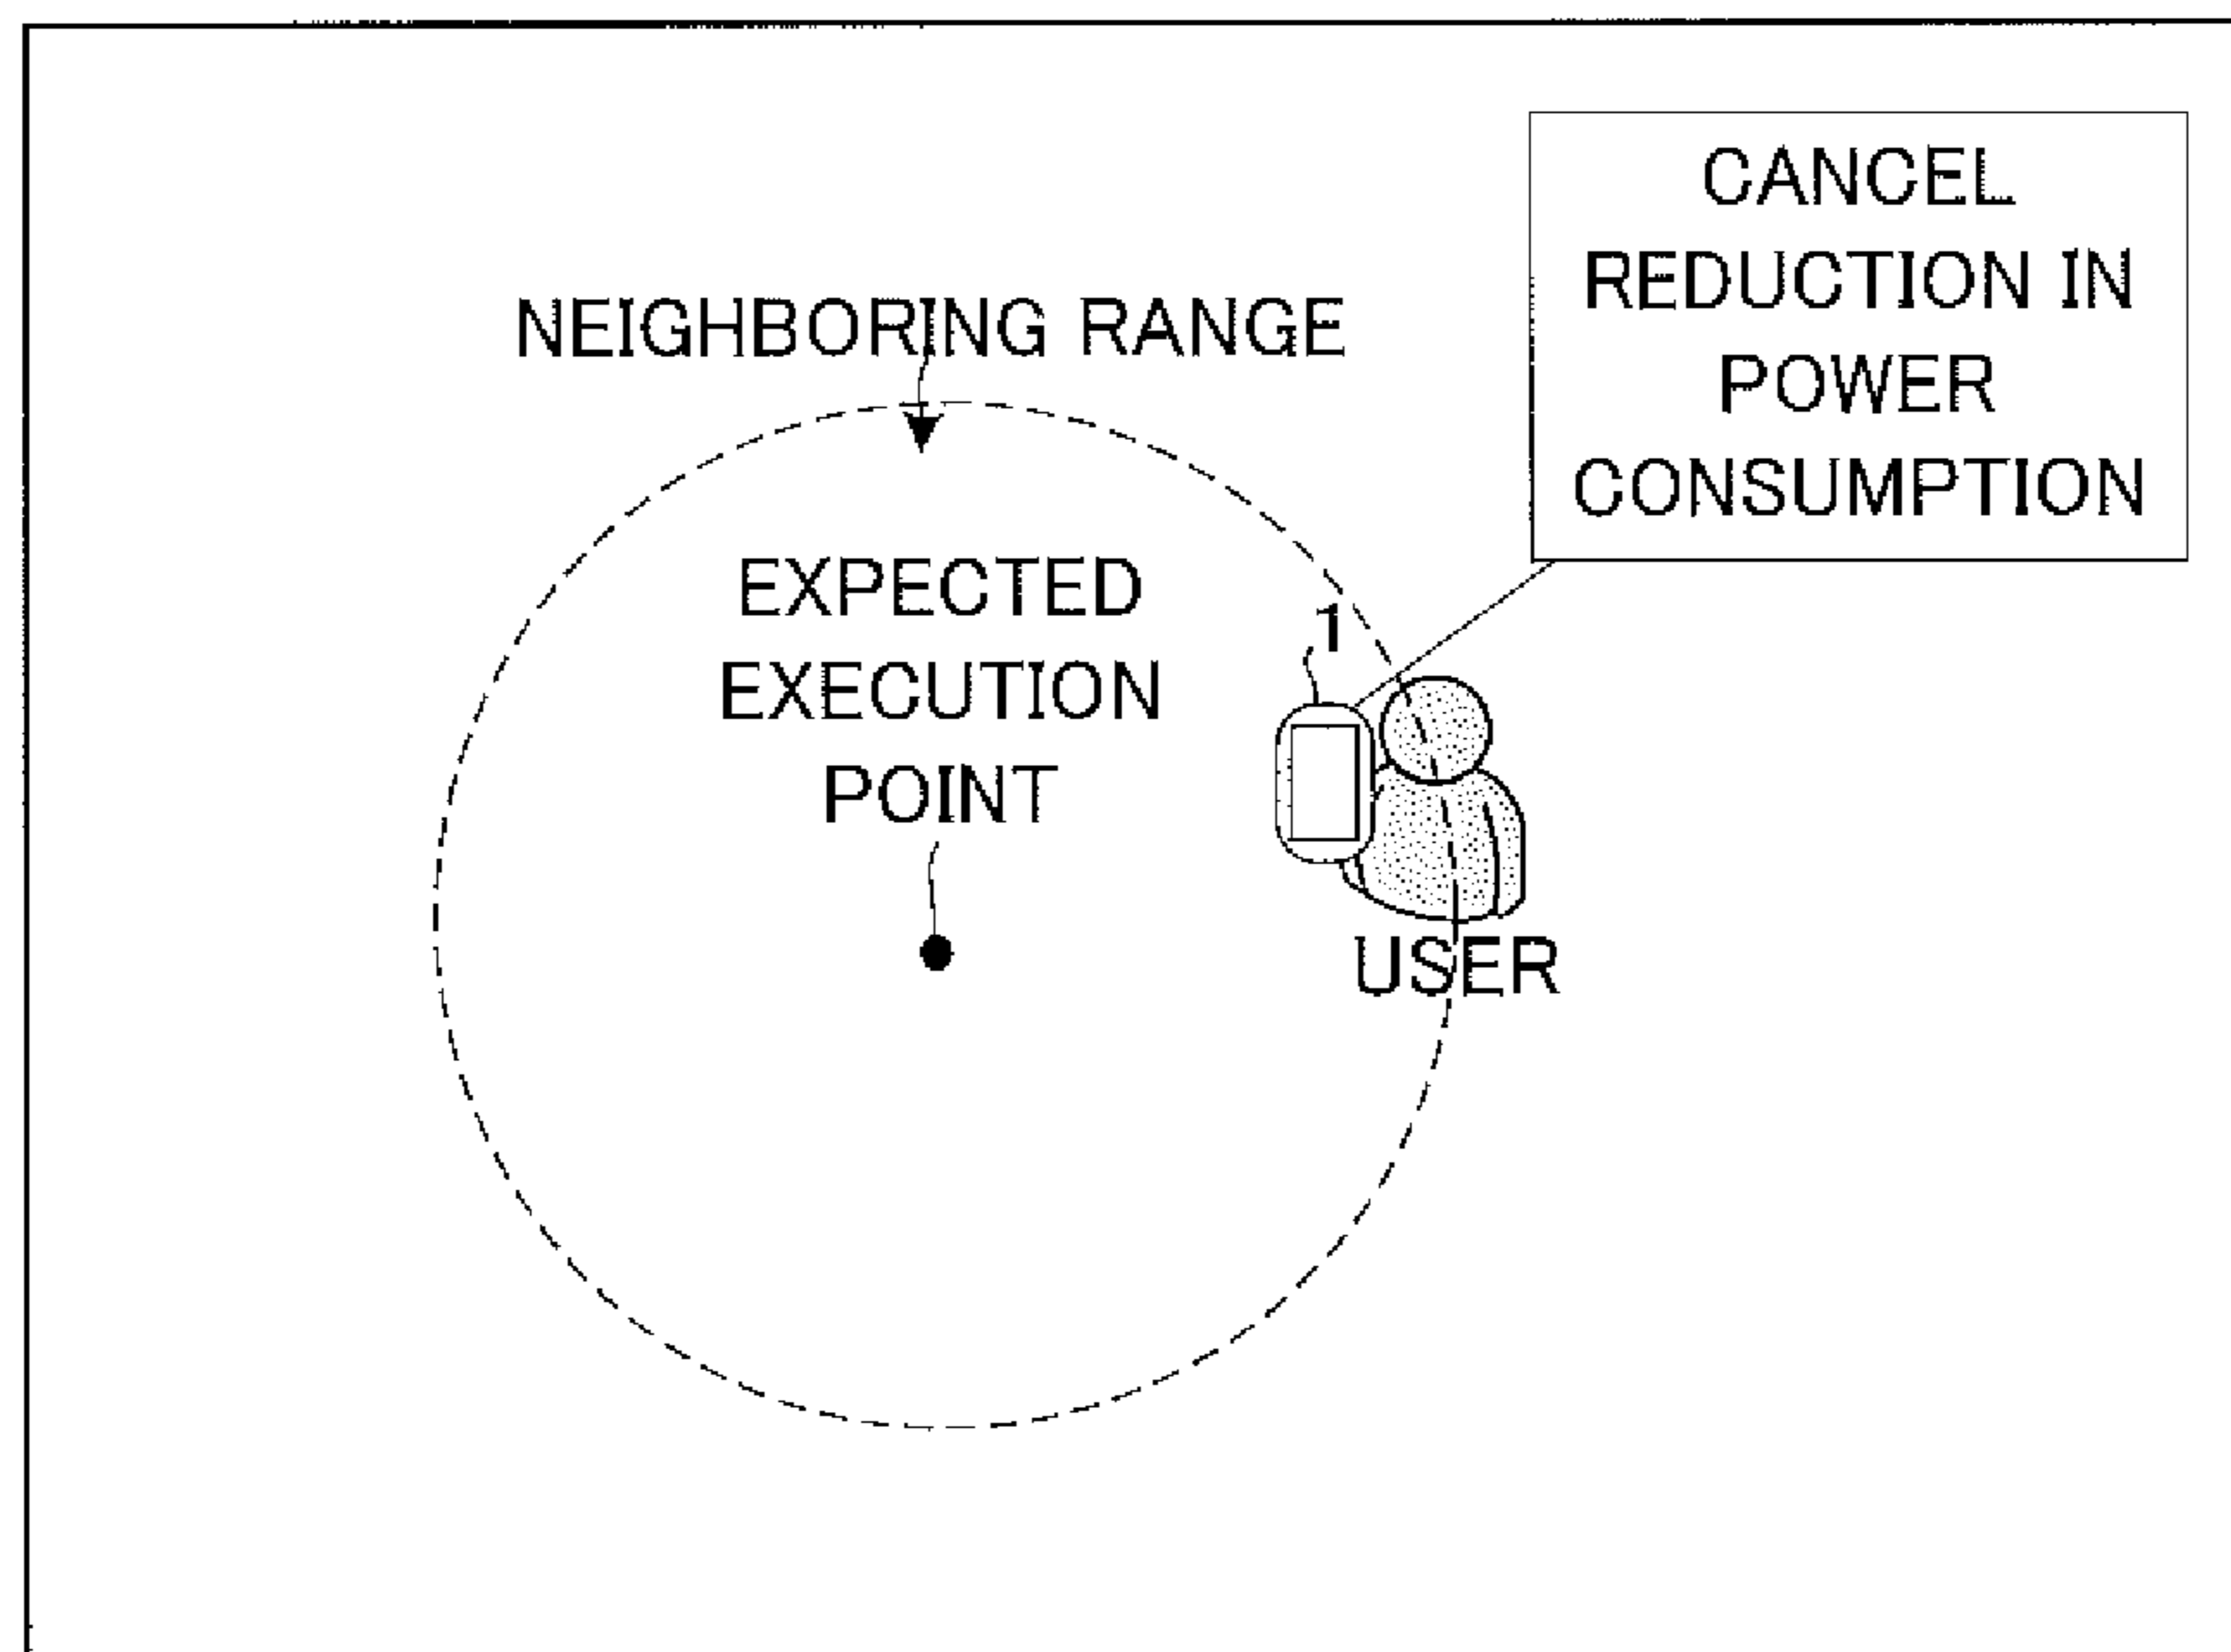 CANCEL
REDUCTION IN
POWER
CONSUMPTION
NEIGHBORING RANGE
EXPECTED
EXECUTION
POINT
1
USER